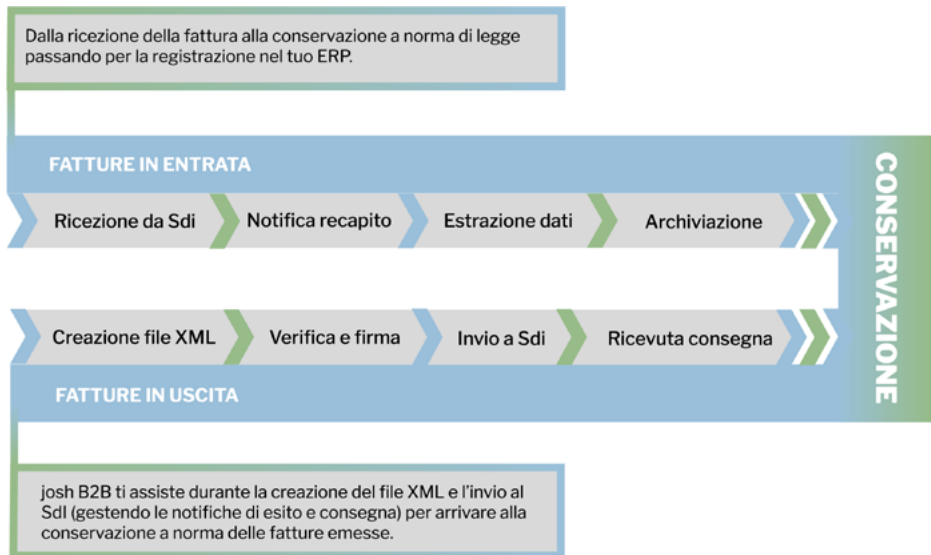 Dalla ricezione della fattura alla conservazione a norma di legge
passando per la registrazione nel tuo ERP.
FATTURE IN ENTRATA
Ricezione da Sdi
Notifica recapito
Estrazione dati
Archiviazione
CONSERVAZIONE
Creazione file XML
Verifica e firma
Invio a Sdi
Ricevuta consegna
FATTURE IN USCITA
josh B2B ti assiste durante la creazione del file XML e l'invio al
SdI (gestendo le notifiche di esito e consegna) per arrivare alla
conservazione a norma delle fatture emesse.